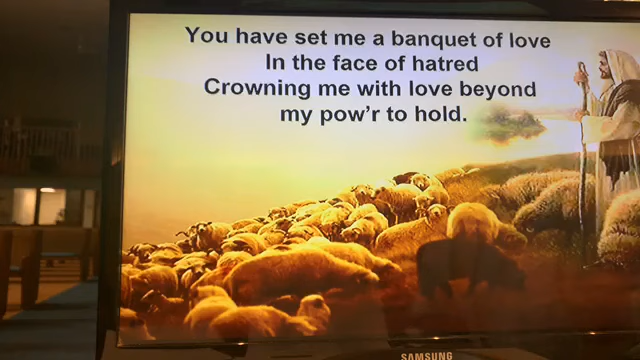 You have set me a banquet of love
In the face of hatred
Crowning me with love beyond
my pow'r to hold.
SAMSUNG